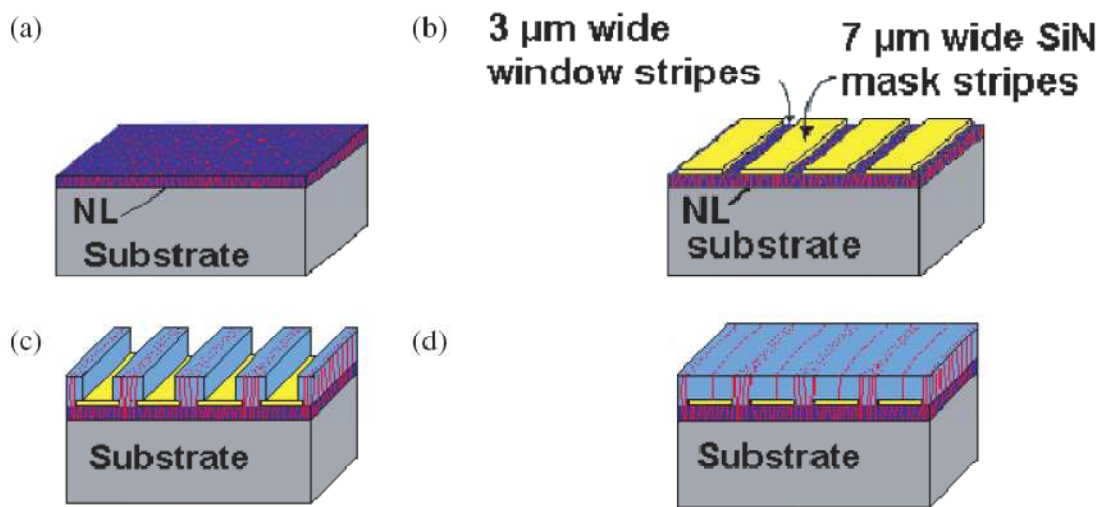 (a)
NL
Substrate
(b)
3 µm wide
window stripes
7 µm wide SiN
mask stripes
NL
substrate
(c)
Substrate
(d)
Substrate